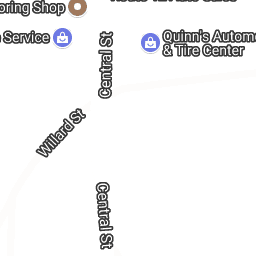 oring Shop
Service
Central St
Quinn's Automo
& Tire Center
Willard St
Central St